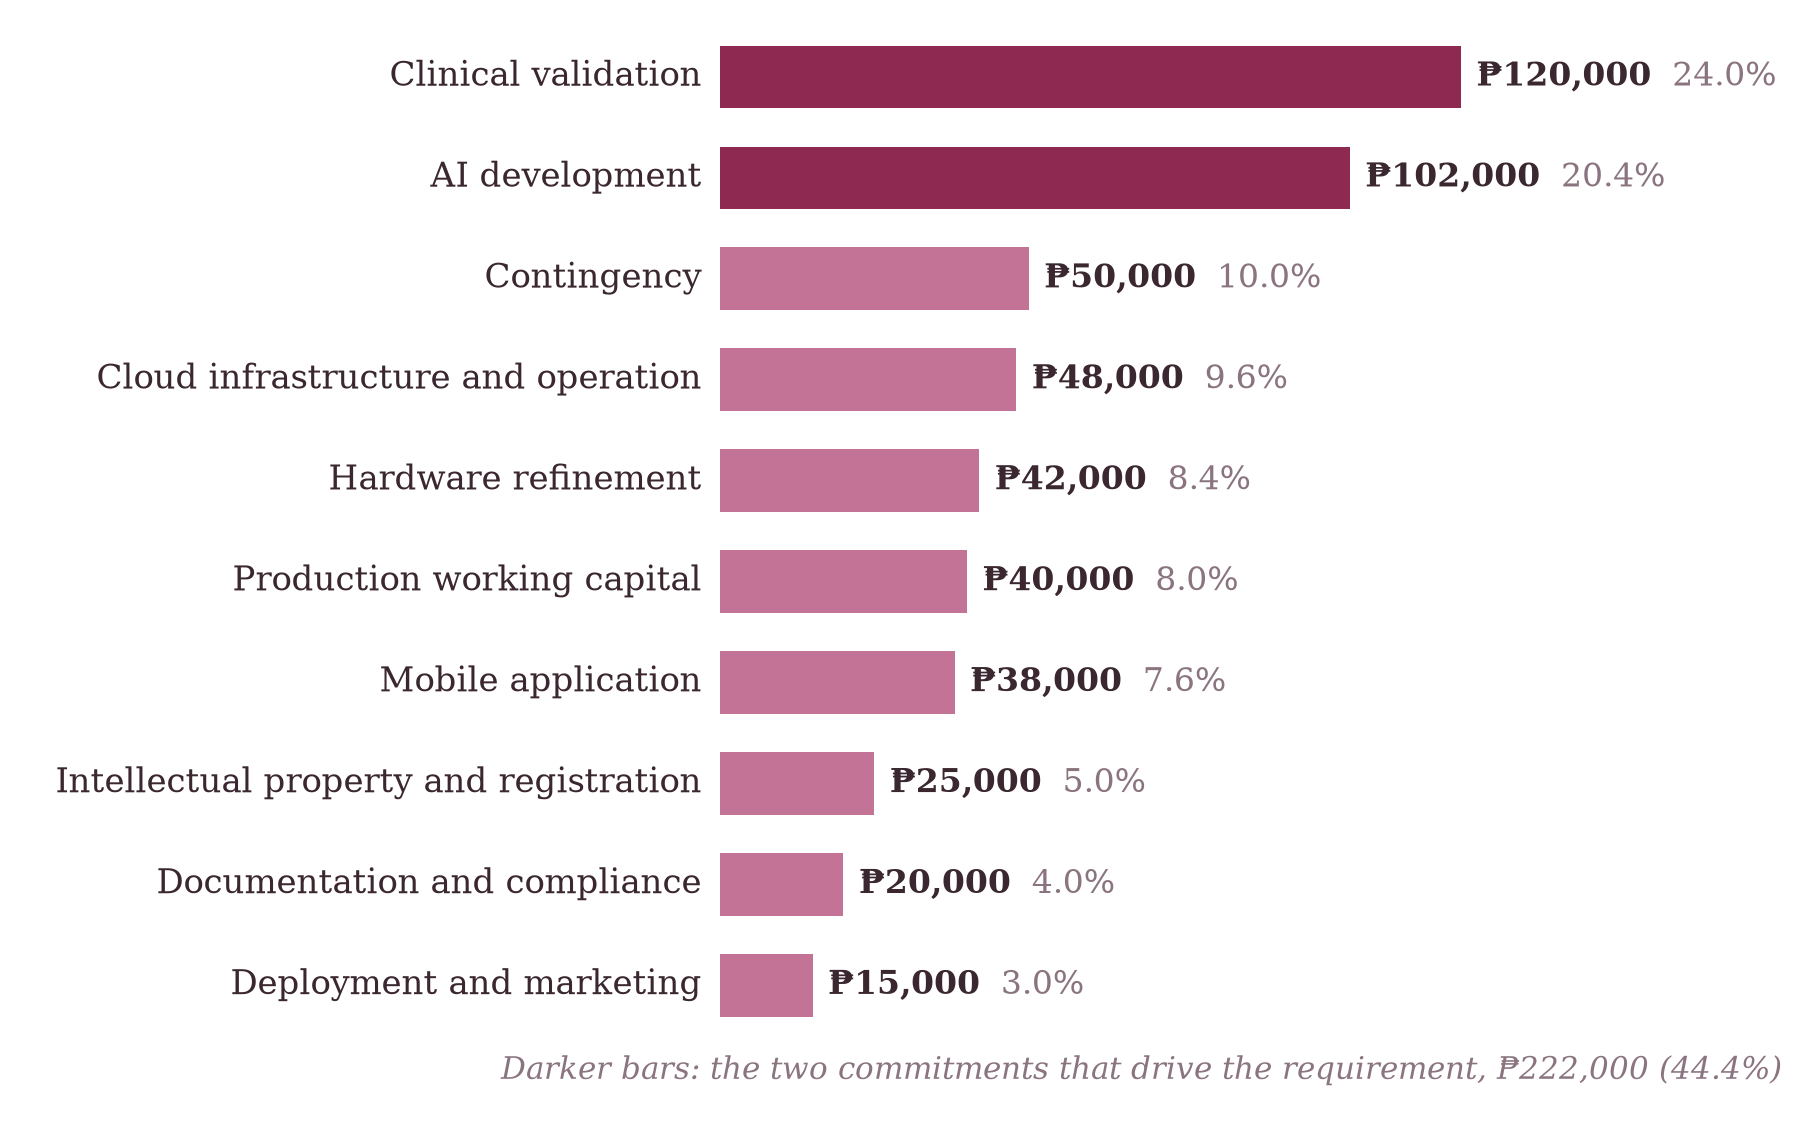 Clinical validation ₱120,000 24.0%
AI development ₱102,000 20.4%
Contingency ₱50,000 10.0%
Cloud infrastructure and operation ₱48,000 9.6%
Hardware refinement ₱42,000 8.4%
Production working capital ₱40,000 8.0%
Mobile application ₱38,000 7.6%
Intellectual property and registration ₱25,000 5.0%
Documentation and compliance ₱20,000 4.0%
Deployment and marketing ₱15,000 3.0%
Darker bars: the two commitments that drive the requirement, ₱222,000 (44.4%)